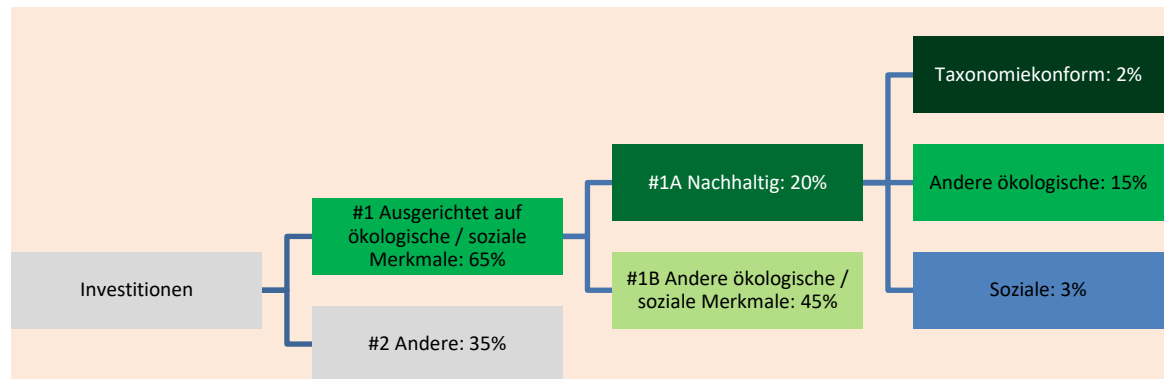 Investitionen
#1 Ausgerichtet auf
ökologische / soziale
Merkmale: 65%
#2 Andere: 35%
#1A Nachhaltig: 20%
#1B Andere ökologische /
soziale Merkmale: 45%
Taxonomiekonform: 2%
Andere ökologische: 15%
Soziale: 3%